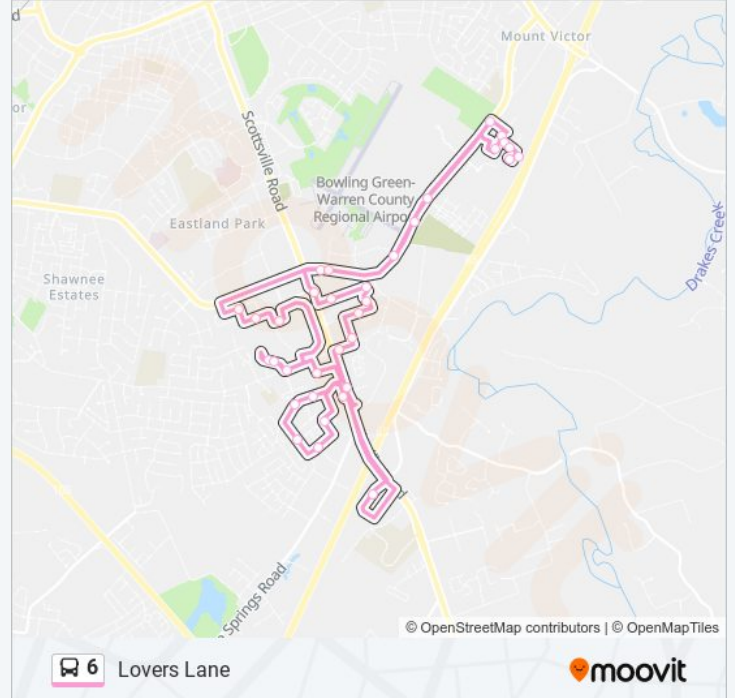 d
Mount Victor
or
Scottsville Road
Bowling Green-
Warren County
Regional Airpo
Eastland Park
Shawnee
Estates
Drakes Creek
Springs Road
© OpenStreetMap contributors | © OpenMapTiles
6 Lovers Lane
moovit